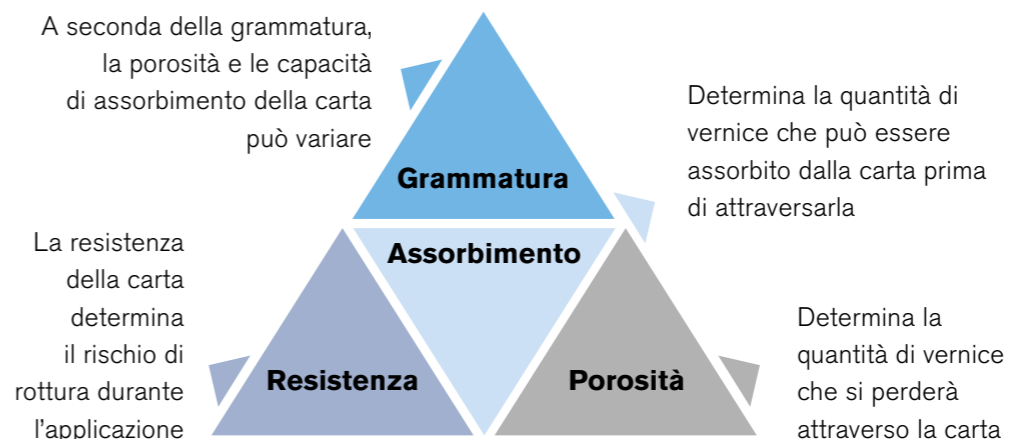 A seconda della grammatura,
la porosità e le capacità
di assorbimento della carta
può variare
Determina la quantità di
vernice che può essere
assorbito dalla carta prima
di attraversarla
Grammatura
Assorbimento
La resistenza
della carta
determina
il rischio di
rottura durante
l'applicazione
Resistenza
Porosità
Determina la
quantità di vernice
che si perderà
attraverso la carta